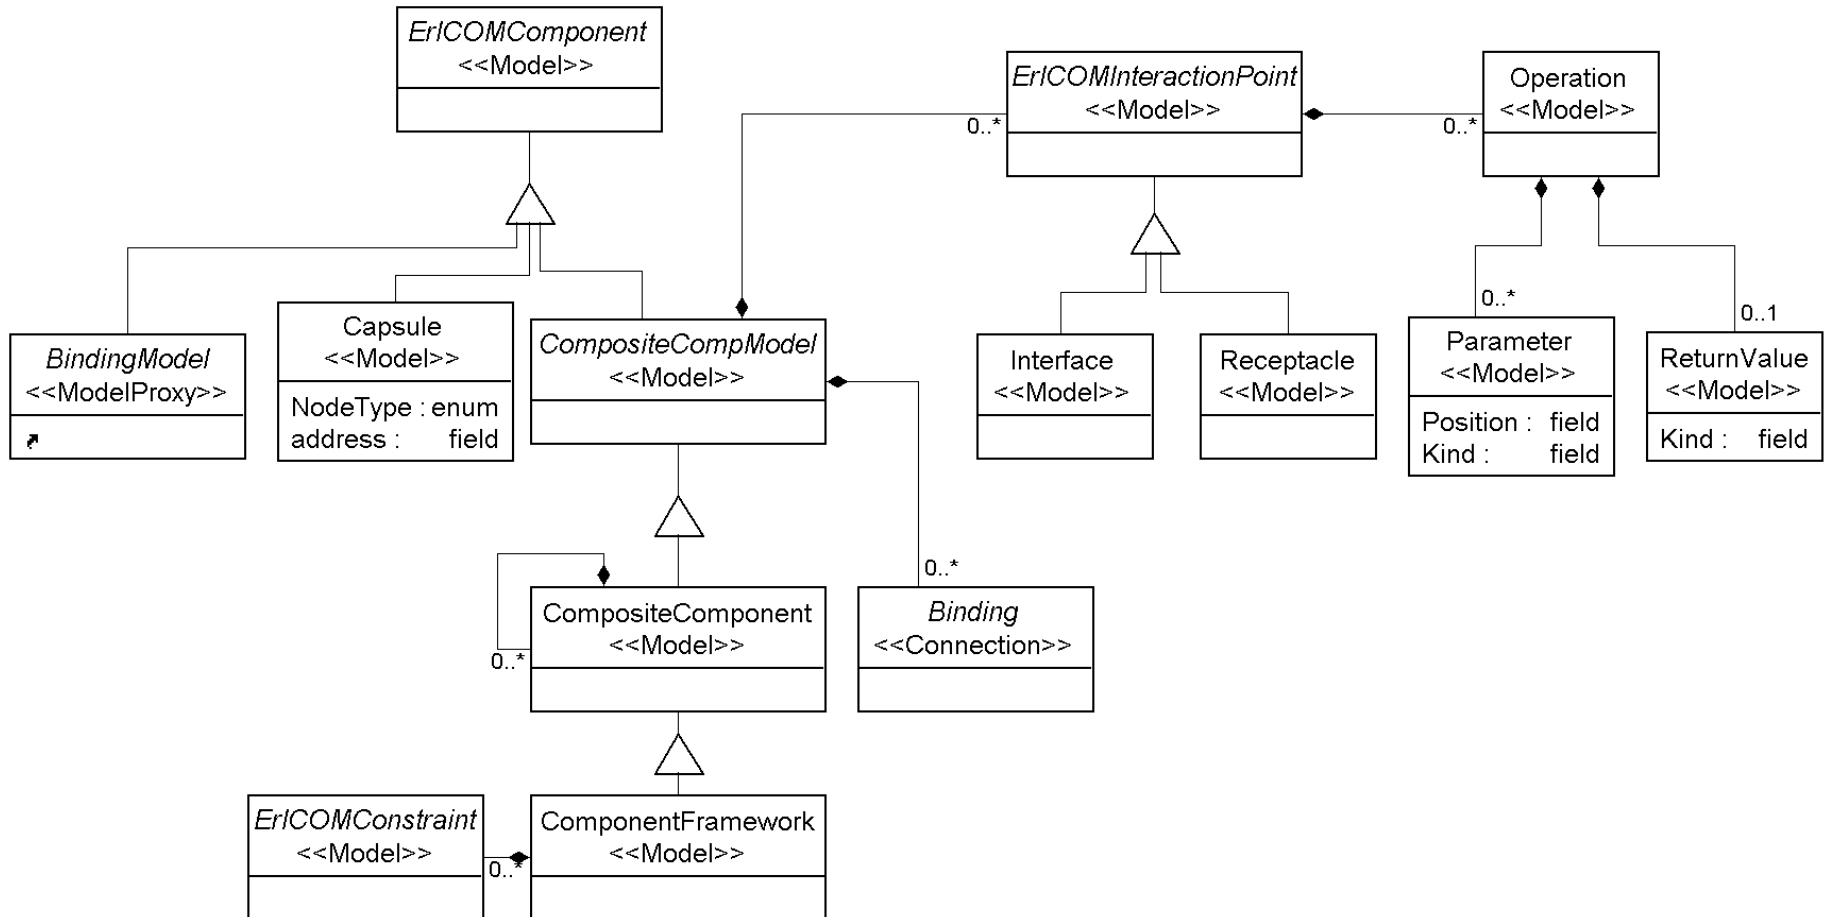 ErlCOMComponent
<<Model>>
ErlCOMInteractionPoint
<<Model>>
0..*
Operation
<<Model>>
0..*
BindingModel
<<ModelProxy>>
Capsule
<<Model>>
NodeType : enum
address : field
CompositeCompModel
<<Model>>
Interface
<<Model>>
Receptacle
<<Model>>
0..*
Parameter
<<Model>>
Position : field
Kind : field
0..1
ReturnValue
<<Model>>
Kind : field
CompositeComponent
<<Model>>
0..*
0..*
Binding
<<Connection>>
ErlCOMConstraint
<<Model>>
0..*
ComponentFramework
<<Model>>